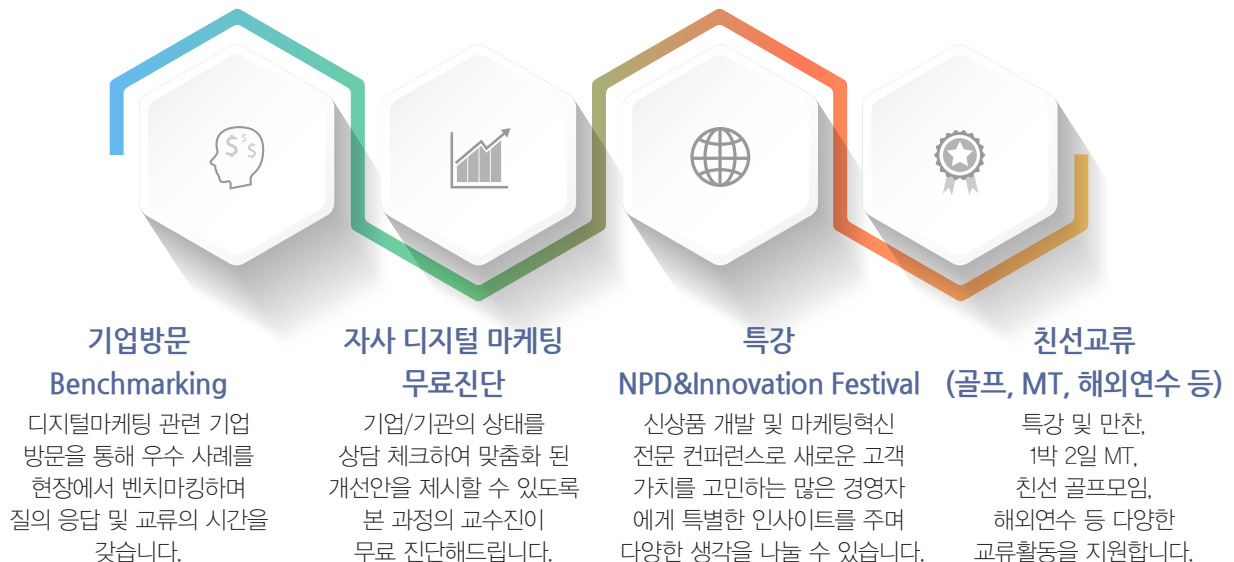 기업방문
Benchmarking
디지털마케팅 관련 기업
방문을 통해 우수 사례를
현장에서 벤치마킹하며
질의 응답 및 교류의 시간을
갖습니다.
자사 디지털 마케팅
무료진단
기업/기관의 상태를
상담 체크하여 맞춤화 된
개선안을 제시할 수 있도록
본 과정의 교수진이
무료 진단해드립니다.
특강
NPD&Innovation Festival
신상품 개발 및 마케팅혁신
전문 컨퍼런스로 새로운 고객
가치를 고민하는 많은 경영자
에게 특별한 인사이트를 주며
다양한 생각을 나눌 수 있습니다.
친선교류
(골프, MT, 해외연수 등)
특강 및 만찬,
1박 2일 MT,
친선 골프모임,
해외연수 등 다양한
교류활동을 지원합니다.